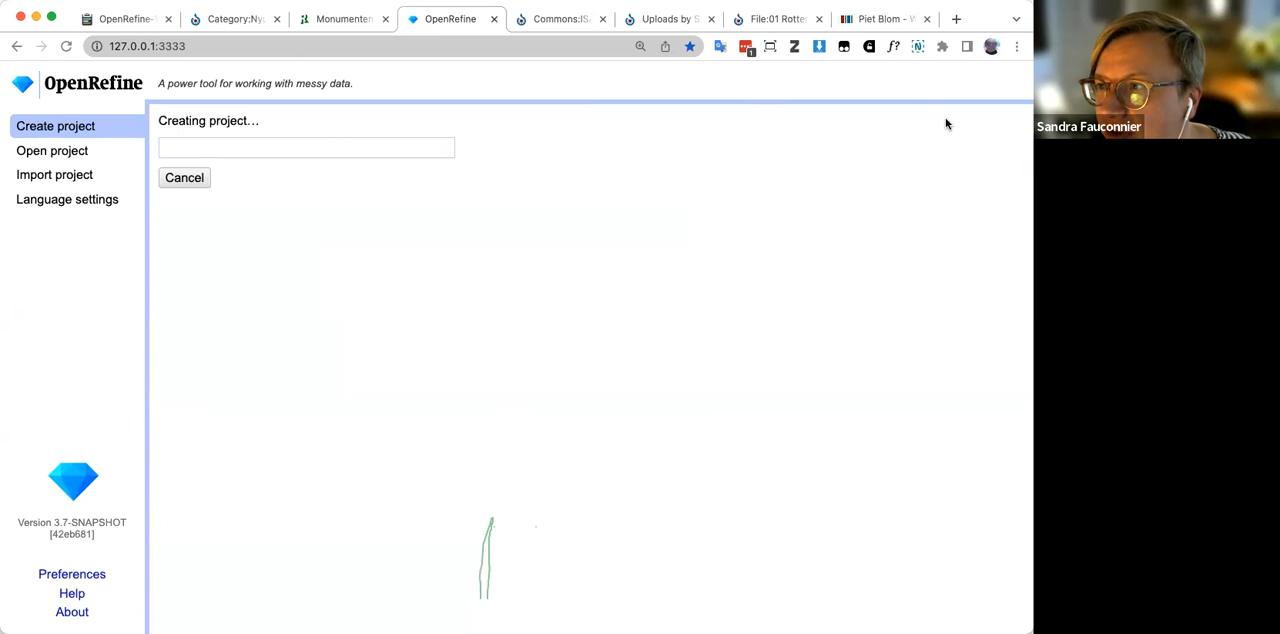 OpenRefine-
Category:Nyu
Monumenten
OpenRefine
Commons:IS
Uploads by S
File:01 Rotte
Piet Blom - W
127.0.0.1:3333
OpenRefine A power tool for working with messy data.
Create project
Open project
Import project
Language settings
Creating project...
Cancel
Sandra Fauconnier
Version 3.7-SNAPSHOT
[42eb681]
Preferences
Help
About